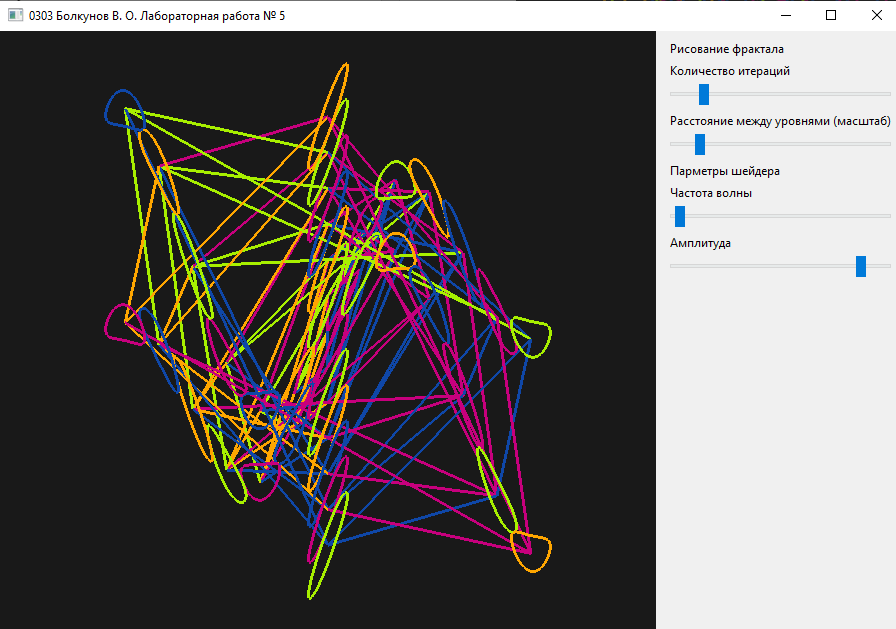 0303 Болкунов В. О. Лабораторная работа № 5
Рисование фрактала
Количество итераций
Расстояние между уровнями (масштаб)
Парметры шейдера
Частота волны
Амплитуда